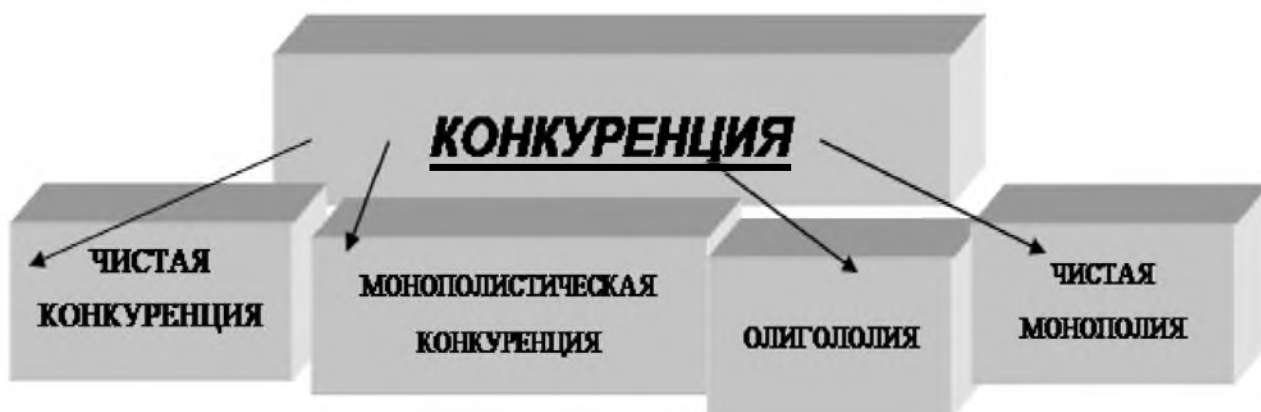 КОНКУРЕНЦИЯ
ЧИСТАЯ
КОНКУРЕНЦИЯ
МОНОПОЛИСТИЧЕСКАЯ
КОНКУРЕНЦИЯ
ОЛИГОЛОЛИЯ
ЧИСТАЯ
МОНОПОЛИЯ